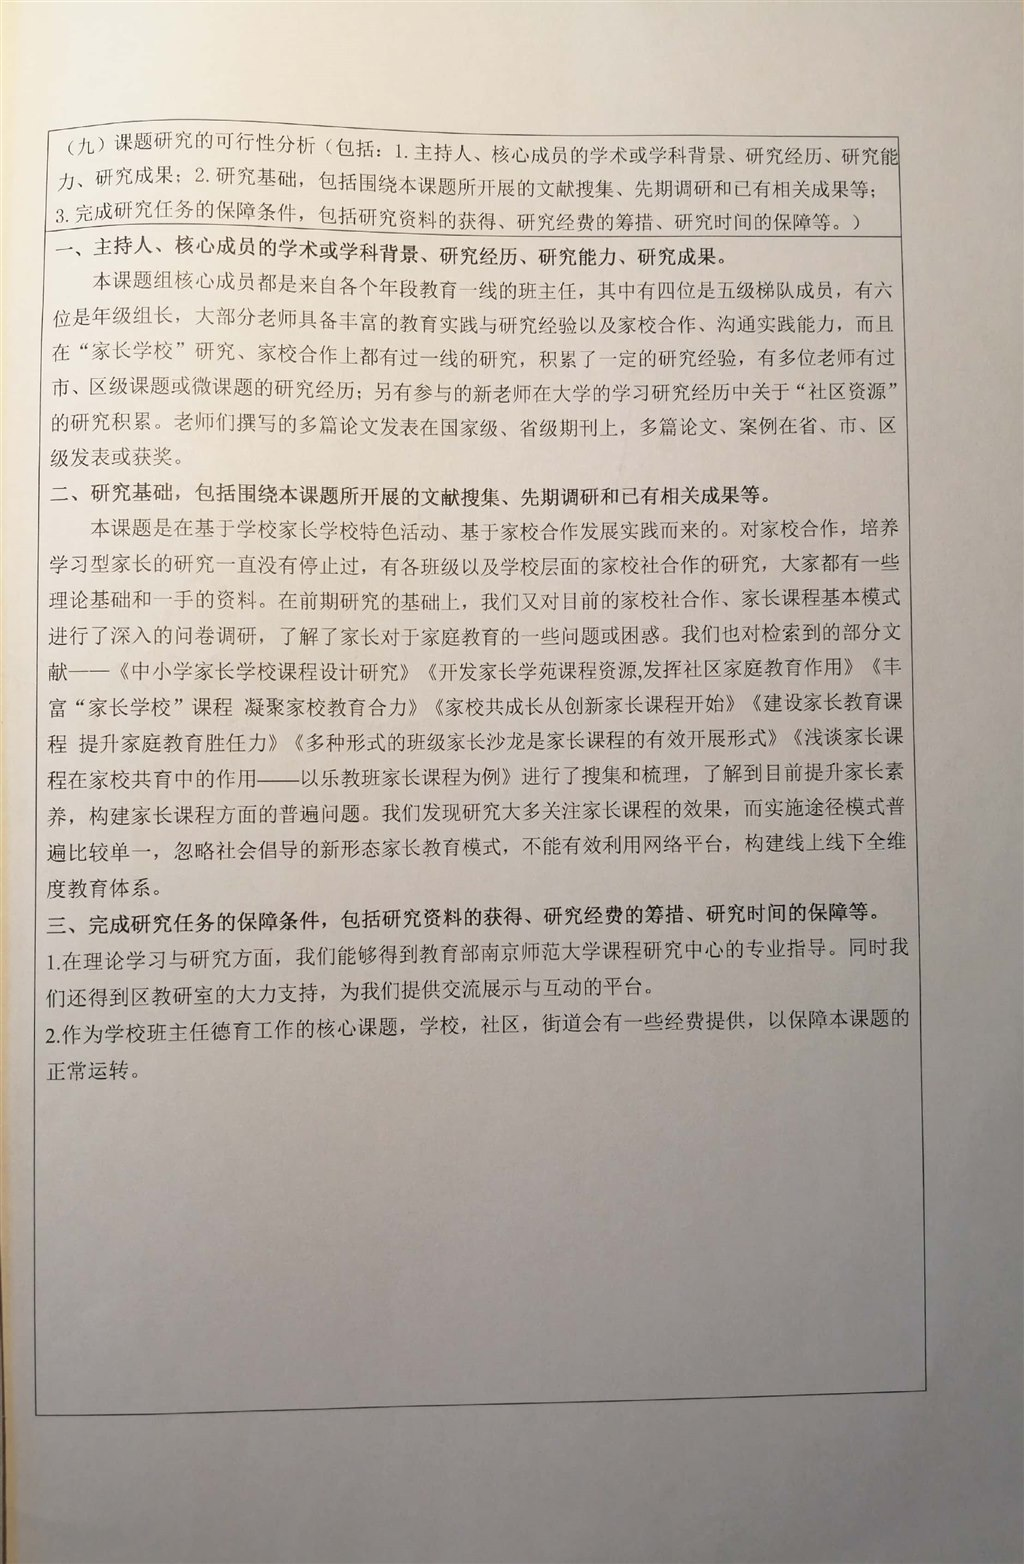 （九）课题研究的可行性分析（包括：1. 主持人、核心成员的学术或学科背景、研究经历、研究能
力、研究成果；2. 研究基础，包括围绕本课题所开展的文献搜集、先期调研和已有相关成果等；
3. 完成研究任务的保障条件，包括研究资料的获得、研究经费的筹措、研究时间的保障等。）
一、主持人、核心成员的学术或学科背景、研究经历、研究能力、研究成果。
本课题组核心成员都是来自各个年段教育一线的班主任，其中有四位是五级梯队成员，有六
位是年级组长，大部分老师具备丰富的教育实践与研究经验以及家校合作、沟通实践能力，而且
在“家长学校”研究、家校合作上都有过一线的研究，积累了一定的研究经验，有多位老师有过
市、区级课题或微课题的研究经历；另有参与的新老师在大学的学习研究经历中关于“社区资源”
的研究积累。老师们撰写的多篇论文发表在国家级、省级期刊上，多篇论文、案例在省、市、区
级发表或获奖。
二、研究基础，包括围绕本课题所开展的文献搜集、先期调研和已有相关成果等。
本课题是在基于学校家长学校特色活动、基于家校合作发展实践而来的。对家校合作，培养
学习型家长的研究一直没有停止过，有各班级以及学校层面的家校社合作的研究，大家都有一些
理论基础和一手的资料。在前期研究的基础上，我们又对目前的家校社合作、家长课程基本模式
进行了深入的问卷调研，了解了家长对于家庭教育的一些问题或困惑。我们也对检索到的部分文
献——《中小学家长学校课程设计研究》《开发家长学苑课程资源,发挥社区家庭教育作用》《丰
富“家长学校”课程 凝聚家校教育合力》《家校共成长从创新家长课程开始》《建设家长教育课
程 提升家庭教育胜任力》《多种形式的班级家长沙龙是家长课程的有效开展形式》《浅谈家长课
程在家校共育中的作用——以乐教班家长课程为例》进行了搜集和梳理，了解到目前提升家长素
养，构建家长课程方面的普遍问题。我们发现研究大多关注家长课程的效果，而实施途径模式普
遍比较单一，忽略社会倡导的新形态家长教育模式，不能有效利用网络平台，构建线上线下全维
度教育体系。
三、完成研究任务的保障条件，包括研究资料的获得、研究经费的筹措、研究时间的保障等。
1.在理论学习与研究方面，我们能够得到教育部南京师范大学课程研究中心的专业指导。同时我
们还得到区教研室的大力支持，为我们提供交流展示与互动的平台。
2.作为学校班主任德育工作的核心课题，学校，社区，街道会有一些经费提供，以保障本课题的
正常运转。